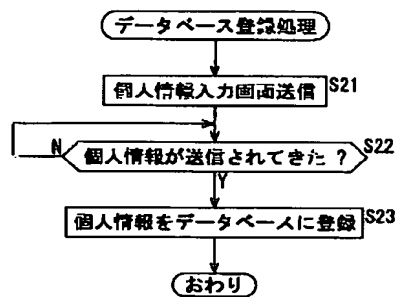 データベース登録処理
個人情報入力画面送信 S21
N 個人情報が送信されてきた？ S22
Y
個人情報をデータベースに登録 S23
おわり